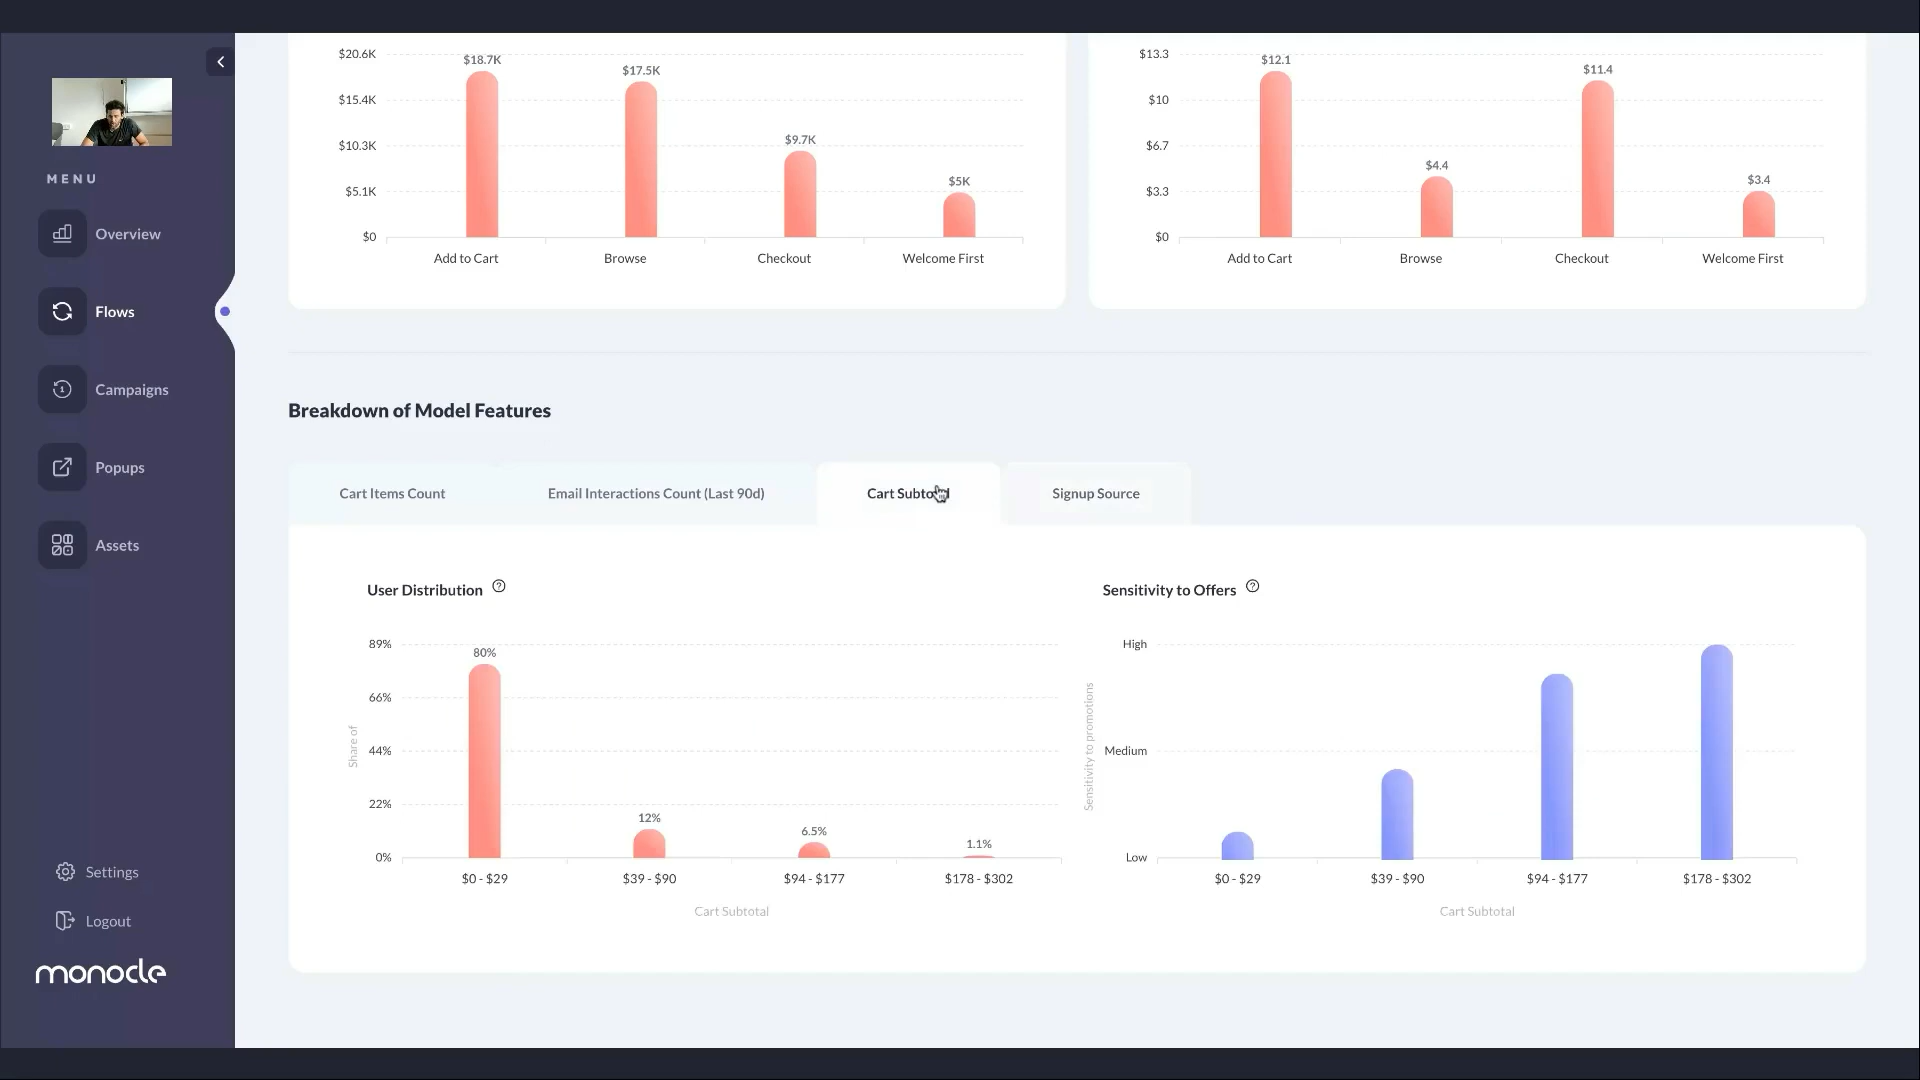 $20.6K
$15.4K
$10.3K
$5.1K
$0
$18.7K
$17.5K
$9.7K
$5K
Add to Cart Browse Checkout Welcome First
$13.3
$10
$6.7
$3.3
$0
$12.1
$4.4
$11.4
$3.4
Add to Cart Browse Checkout Welcome First
MENU
Overview
Flows
Campaigns
Popups
Assets
Settings
Logout
monocle
Breakdown of Model Features
Cart Items Count Email Interactions Count (Last 90d) Cart Subtotal Signup Source
User Distribution
Share of
89%
66%
44%
22%
0%
80%
12%
6.5%
1.1%
$0 - $29 $39 - $90 $94 - $177 $178 - $302
Cart Subtotal
Sensitivity to Offers
Sensitivity to promotions
High
Medium
Low
$0 - $29 $39 - $90 $94 - $177 $178 - $302
Cart Subtotal